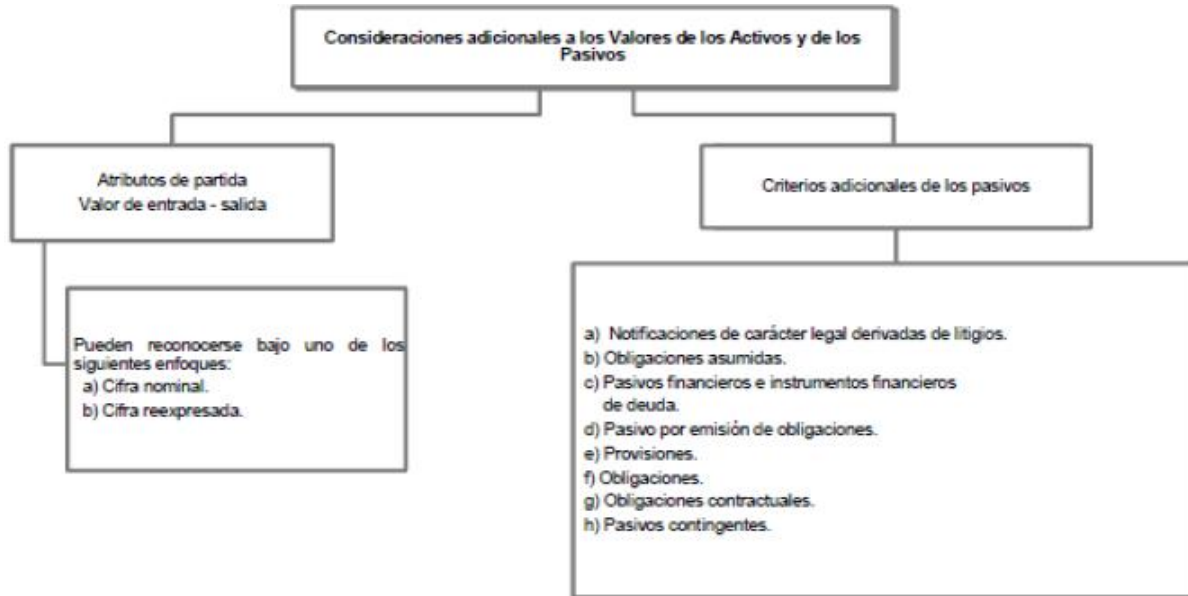 Consideraciones adicionales a los Valores de los Activos y de los
Pasivos
Atributos de partida
Valor de entrada - salida
Criterios adicionales de los pasivos
Pueden reconocerse bajo uno de los
siguientes enfoques:
a) Cifra nominal.
b) Cifra reexpresada.
a) Notificaciones de carácter legal derivadas de litigios.
b) Obligaciones asumidas.
c) Pasivos financieros e instrumentos financieros
de deuda.
d) Pasivo por emisión de obligaciones.
e) Provisiones.
f) Obligaciones.
g) Obligaciones contractuales.
h) Pasivos contingentes.